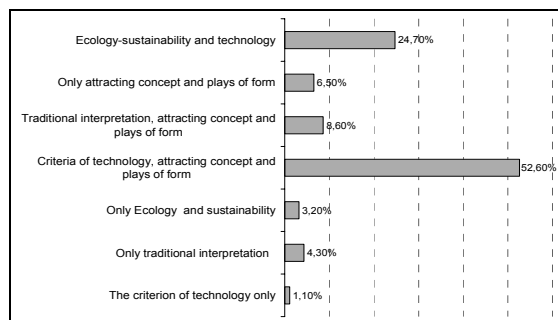 Ecology-sustainability and technology
24,70%
Only attracting concept and plays of form
6,50%
Traditional interpretation, attracting concept and
plays of form
8,60%
Criteria of technology, attracting concept and
plays of form
52,60%
Only Ecology and sustainability
3,20%
Only traditional interpretation
4,30%
The criterion of technology only
1,10%